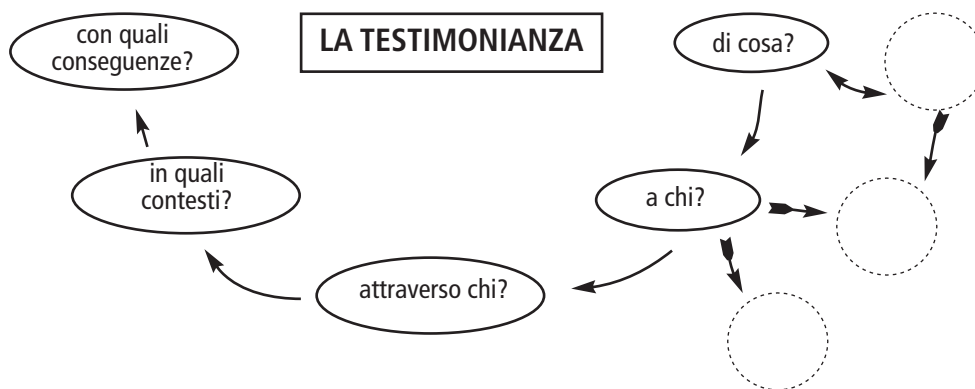 LA TESTIMONIANZA
di cosa?
a chi?
attraverso chi?
in quali
contesti?
con quali
conseguenze?